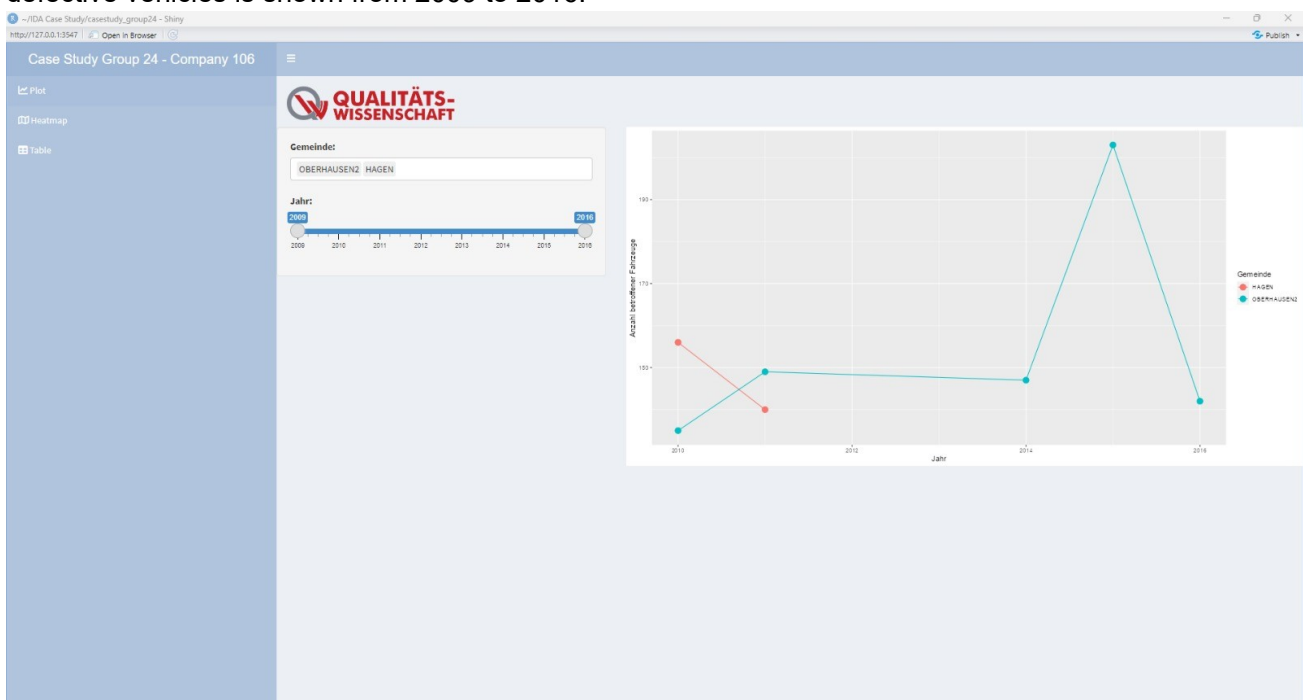 defective vehicles is shown from 2009 to 2016.
~/IDA Case Study/casestudy_group24 - Shiny
http://127.0.0.1:3547 Open in Browser Publish
Case Study Group 24 - Company 106
Plot
Heatmap
Table
QUALITÄTS-
WISSENSCHAFT
Gemeinde:
OBERHAUSEN2 HAGEN
Jahr:
2009 2016
2009 2010 2011 2012 2013 2014 2015 2016
Anzahl betroffener Fahrzeuge
190
170
150
2010 2012 2014 2016
Jahr
Gemeinde
HAGEN
OBERHAUSEN2